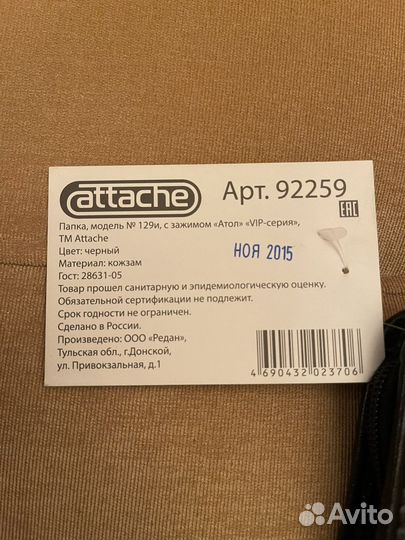 attache
Арт. 92259
Папка, модель № 129и, с зажимом «Атол» «VIP-серия»,
ТМ Attache
Цвет: черный
Материал: кожзам
Гост: 28631-05
НОЯ 2015
EAC
Товар прошел санитарную и эпидемиологическую оценку.
Обязательной сертификации не подлежит.
Срок годности не ограничен.
Сделано в России.
Произведено: ООО «Редан»,
Тульская обл., г.Донской,
ул. Привокзальная, д.1
4 690432 023706
Avito